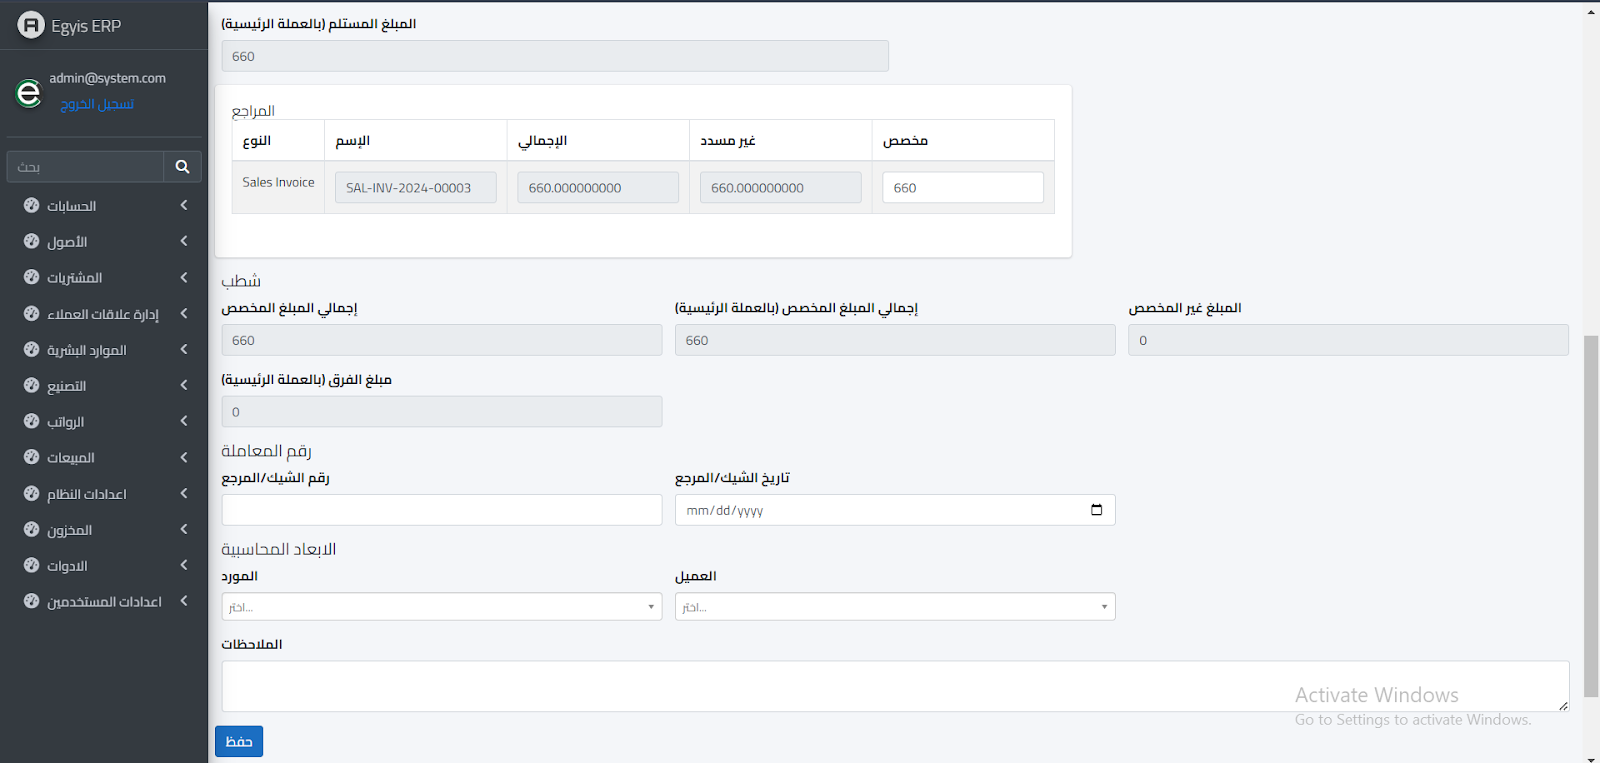 Egyis ERP
admin@system.com
تسجيل الخروج
بحث
الحسابات
الأصول
المشتريات
إدارة علاقات العملاء
الموارد البشرية
التصنيع
الرواتب
المبيعات
اعدادات النظام
المخزون
الادوات
اعدادات المستخدمين
المبلغ المستلم (بالعملة الرئيسية)
660
المراجع
النوع الإسم الإجمالي غير مسدد مخصص
Sales Invoice SAL-INV-2024-00003 660.000000000 660.000000000 660
شطب
إجمالي المبلغ المخصص إجمالي المبلغ المخصص (بالعملة الرئيسية) المبلغ غير المخصص
660 660 0
مبلغ الفرق (بالعملة الرئيسية)
0
رقم المعاملة
رقم الشيك/المرجع تاريخ الشيك/المرجع
mm/dd/yyyy
الابعاد المحاسبية
المورد العميل
اختر... اختر...
الملاحظات
Activate Windows
Go to Settings to activate Windows.
حفظ